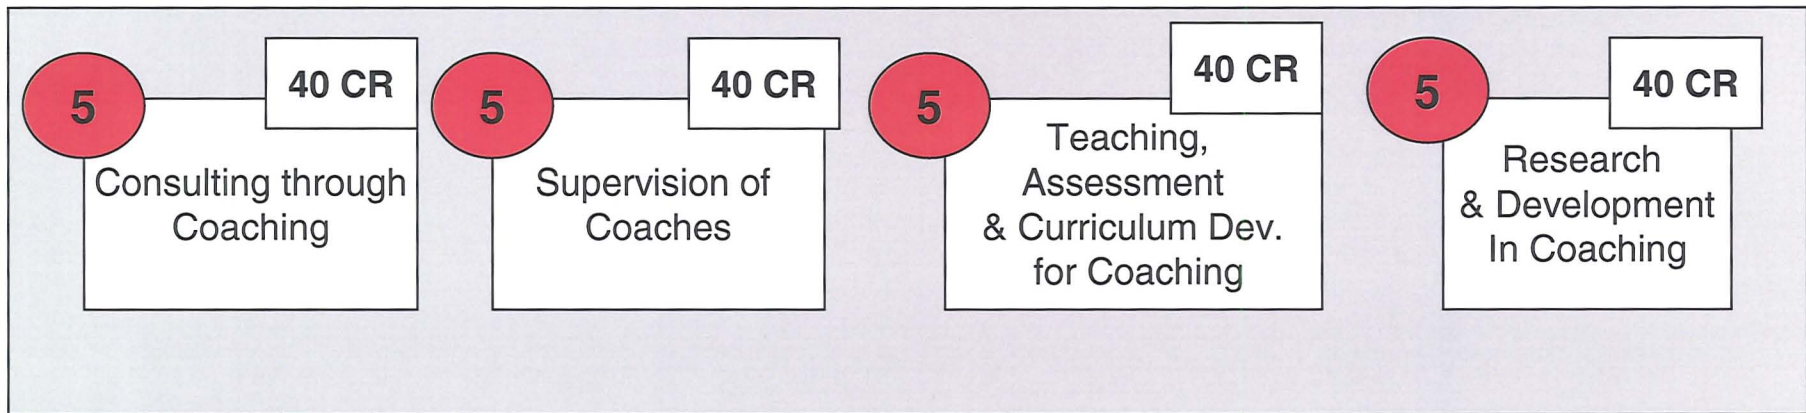 5
40 CR
Consulting through
Coaching
5
40 CR
Supervision of
Coaches
5
40 CR
Teaching,
Assessment
& Curriculum Dev.
for Coaching
5
40 CR
Research
& Development
In Coaching